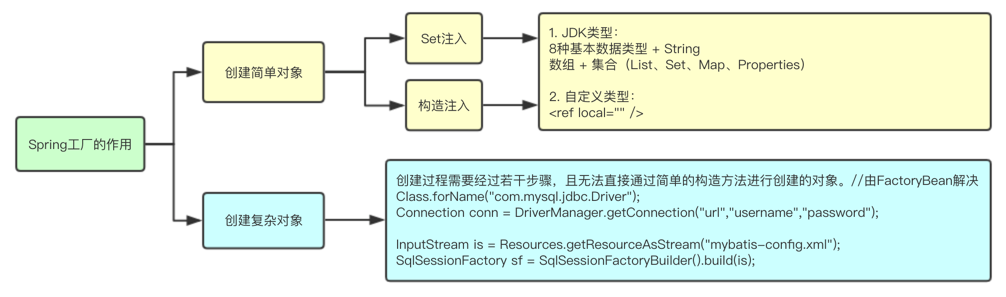 Spring工厂的作用
创建简单对象
Set注入
构造注入
1. JDK类型：
8种基本数据类型 + String
数组 + 集合（List、Set、Map、Properties）
2. 自定义类型：
<ref local="" />
创建复杂对象
创建过程需要经过若干步骤，且无法直接通过简单的构造方法进行创建的对象。//由FactoryBean解决
Class.forName("com.mysql.jdbc.Driver");
Connection conn = DriverManager.getConnection("url","username","password");
InputStream is = Resources.getResourceAsStream("mybatis-config.xml");
SqlSessionFactory sf = SqlSessionFactoryBuilder().build(is);